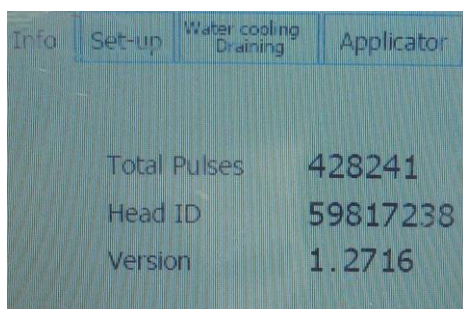 Info
Set-up
Water cooling
Draining
Applicator
Total Pulses 428241
Head ID 59817238
Version 1.2716